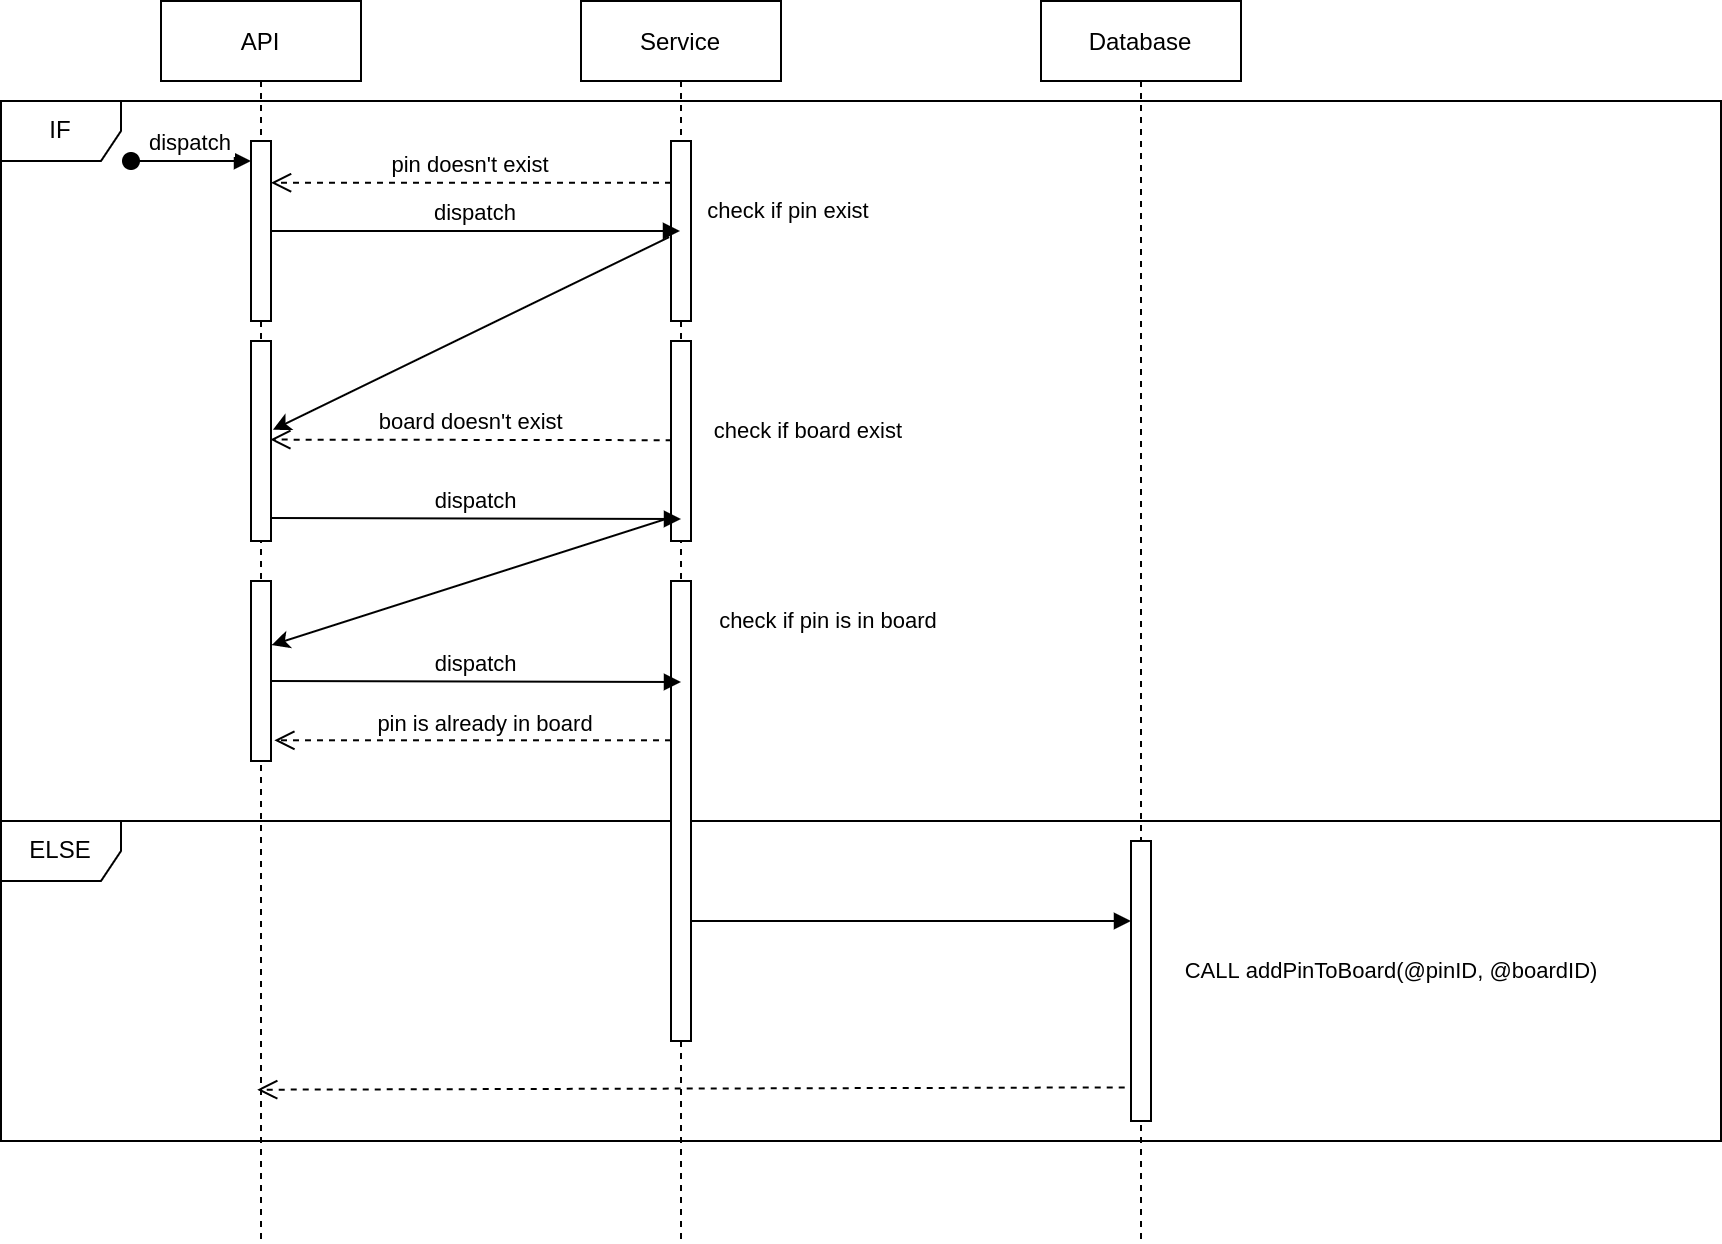 API
Service
Database
IF
dispatch
pin doesn't exist
dispatch
check if pin exist
board doesn't exist
check if board exist
dispatch
check if pin is in board
dispatch
pin is already in board
ELSE
CALL addPinToBoard(@pinID, @boardID)